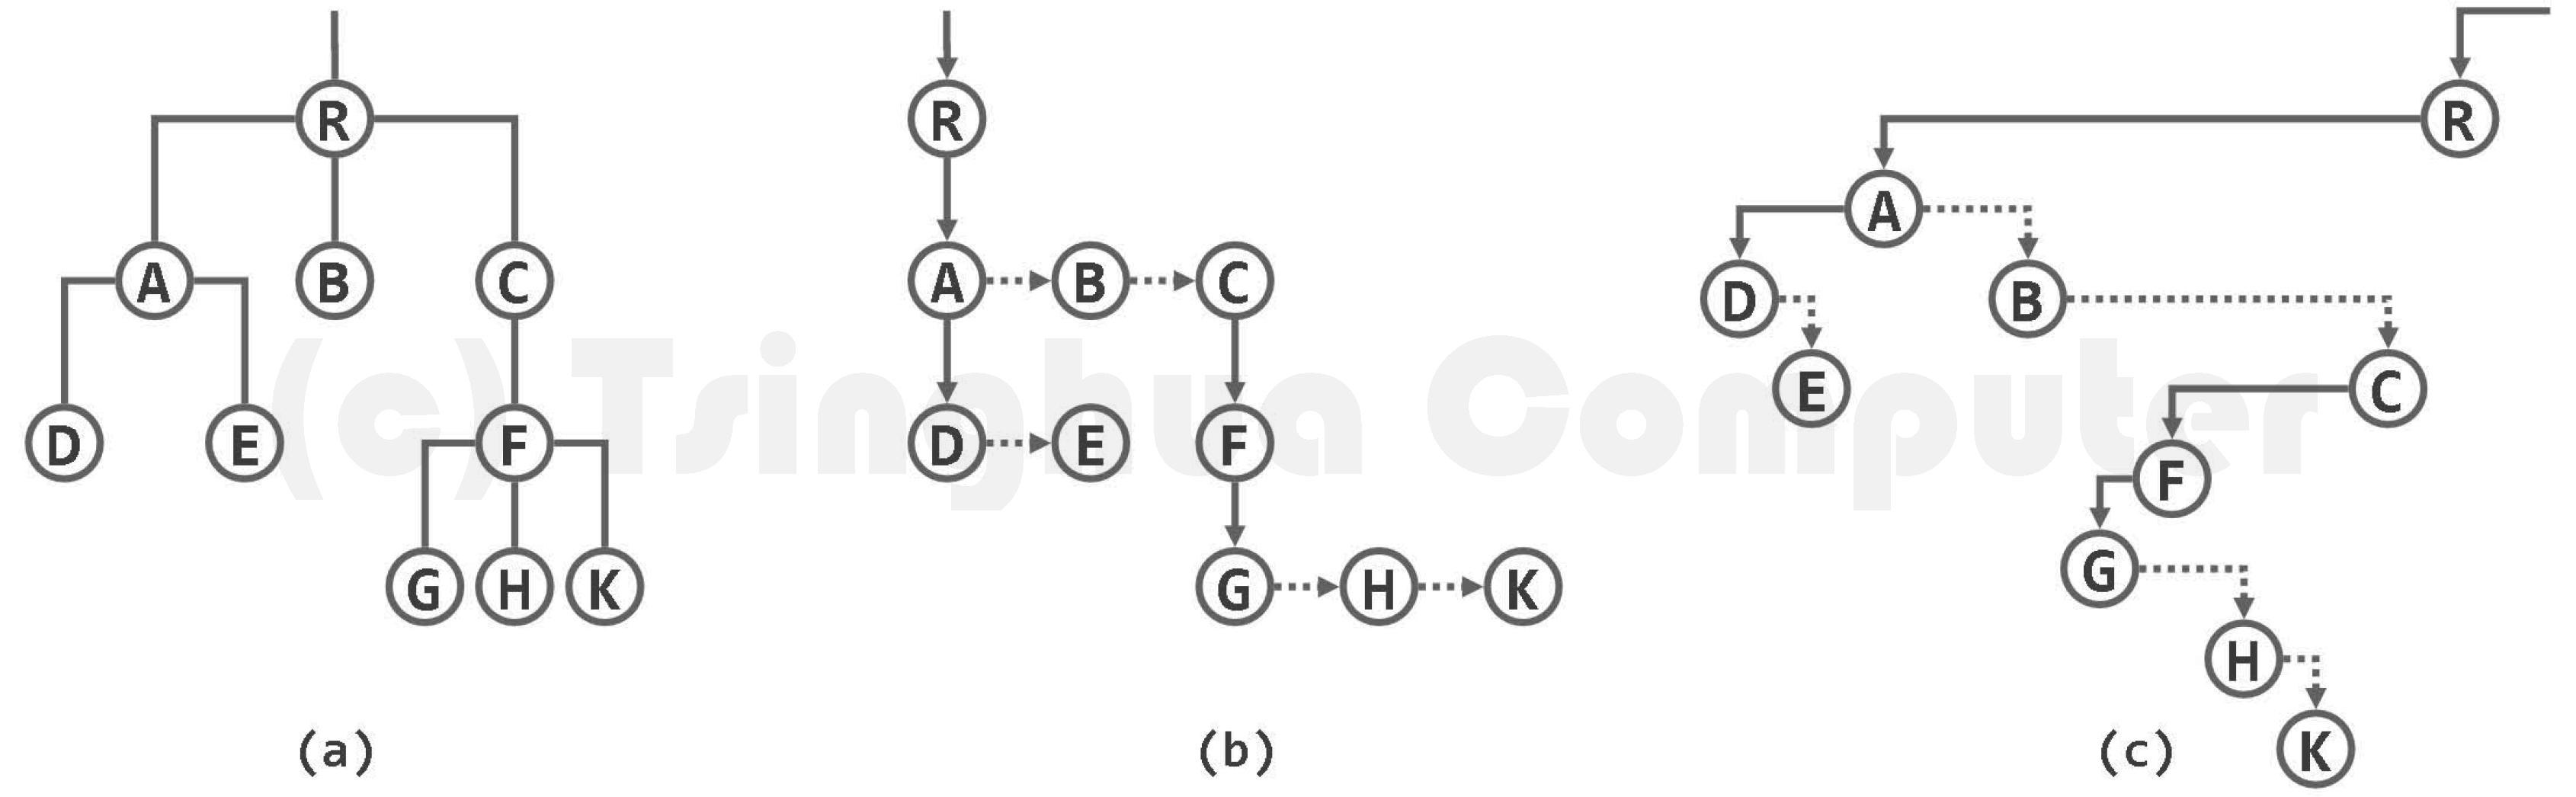 R R R
A
A B C A B C D B
(c) Tsinghua Computer
E C
D E F D E F F
G H K G H K G
H
(a) (b) (c) K